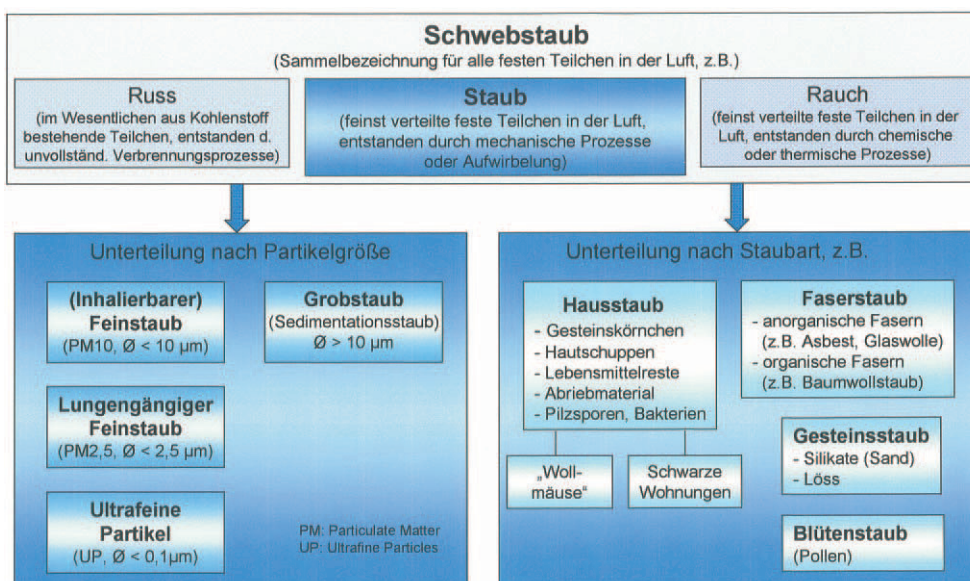 Schwebstaub
(Sammelbezeichnung für alle festen Teilchen in der Luft, z.B.)
Russ
(im Wesentlichen aus Kohlenstoff
bestehende Teilchen, entstanden d.
unvollständ. Verbrennungsprozesse)
Staub
(feinst verteilte feste Teilchen in der Luft,
entstanden durch mechanische Prozesse
oder Aufwirbelung)
Rauch
(feinst verteilte feste Teilchen in der
Luft, entstanden durch chemische
oder thermische Prozesse)
Unterteilung nach Partikelgröße
(Inhalierbarer)
Feinstaub
(PM10, Ø < 10 µm)
Grobstaub
(Sedimentationsstaub)
Ø > 10 µm
Lungengängiger
Feinstaub
(PM2,5, Ø < 2,5 µm)
Ultrafeine
Partikel
(UP, Ø < 0,1µm)
PM: Particulate Matter
UP: Ultrafine Particles
Unterteilung nach Staubart, z.B.
Hausstaub
- Gesteinskörnchen
- Hautschuppen
- Lebensmittelreste
- Abriebmaterial
- Pilzsporen, Bakterien
„Woll-
mäuse“
Schwarze
Wohnungen
Faserstaub
- anorganische Fasern
(z.B. Asbest, Glaswolle)
- organische Fasern
(z.B. Baumwollstaub)
Gesteinsstaub
- Silikate (Sand)
- Löss
Blütenstaub
(Pollen)